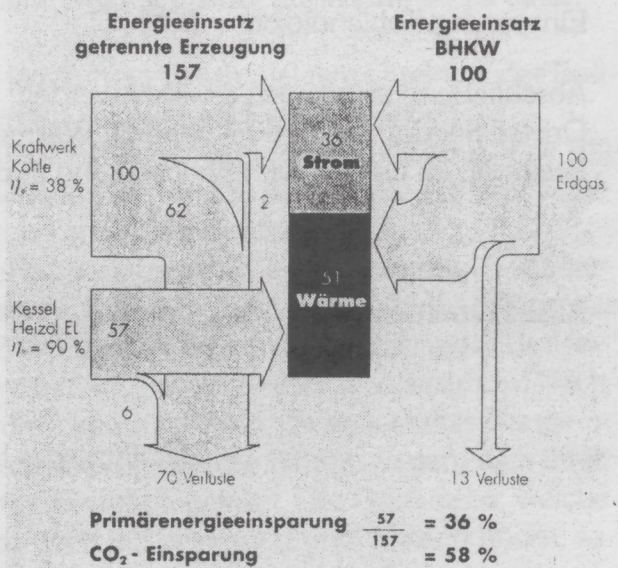 Energieeinsatz
getrennte Erzeugung
157
Energieeinsatz
BHKW
100
Kraftwerk
Kohle
ηe = 38 %
100
62
2
36
Strom
100
Erdgas
51
Wärme
Kessel
Heizöl EL
η = 90 %
57
6
70 Verluste
13 Verluste
Primärenergieeinsparung 57/157 = 36 %
CO₂ - Einsparung = 58 %